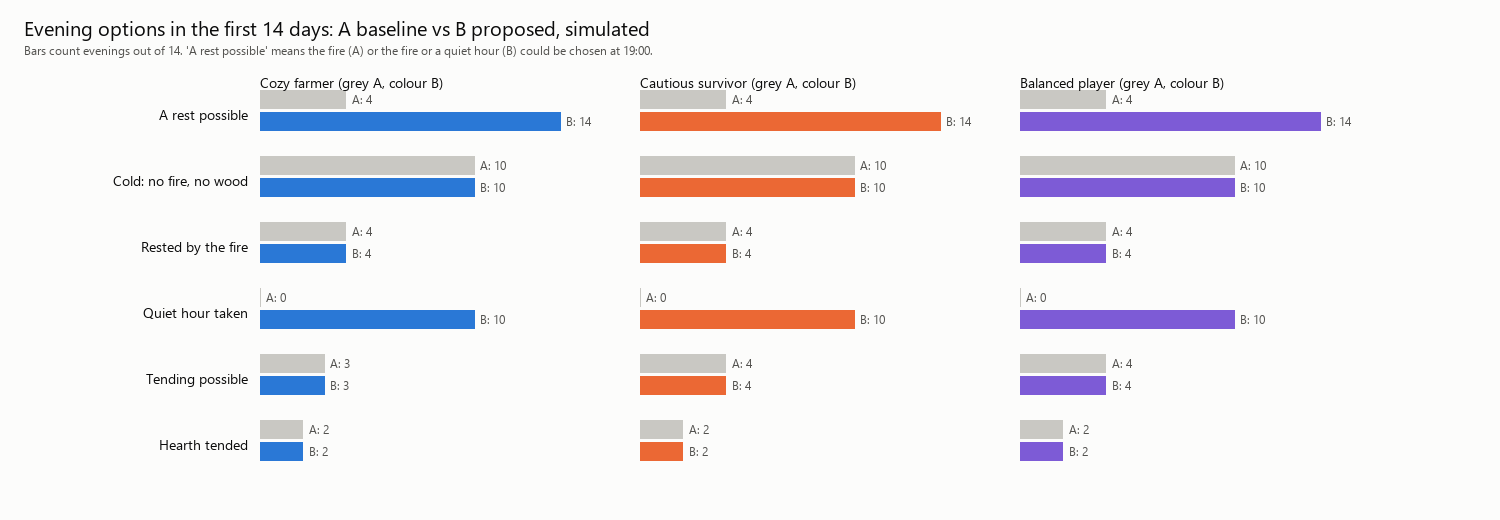 Evening options in the first 14 days: A baseline vs B proposed, simulated
Bars count evenings out of 14. 'A rest possible' means the fire (A) or the fire or a quiet hour (B) could be chosen at 19:00.
Cozy farmer (grey A, colour B)
Cautious survivor (grey A, colour B)
Balanced player (grey A, colour B)
A rest possible
A: 4
B: 14
A: 4
B: 14
A: 4
B: 14
Cold: no fire, no wood
A: 10
B: 10
A: 10
B: 10
A: 10
B: 10
Rested by the fire
A: 4
B: 4
A: 4
B: 4
A: 4
B: 4
Quiet hour taken
A: 0
B: 10
A: 0
B: 10
A: 0
B: 10
Tending possible
A: 3
B: 3
A: 4
B: 4
A: 4
B: 4
Hearth tended
A: 2
B: 2
A: 2
B: 2
A: 2
B: 2